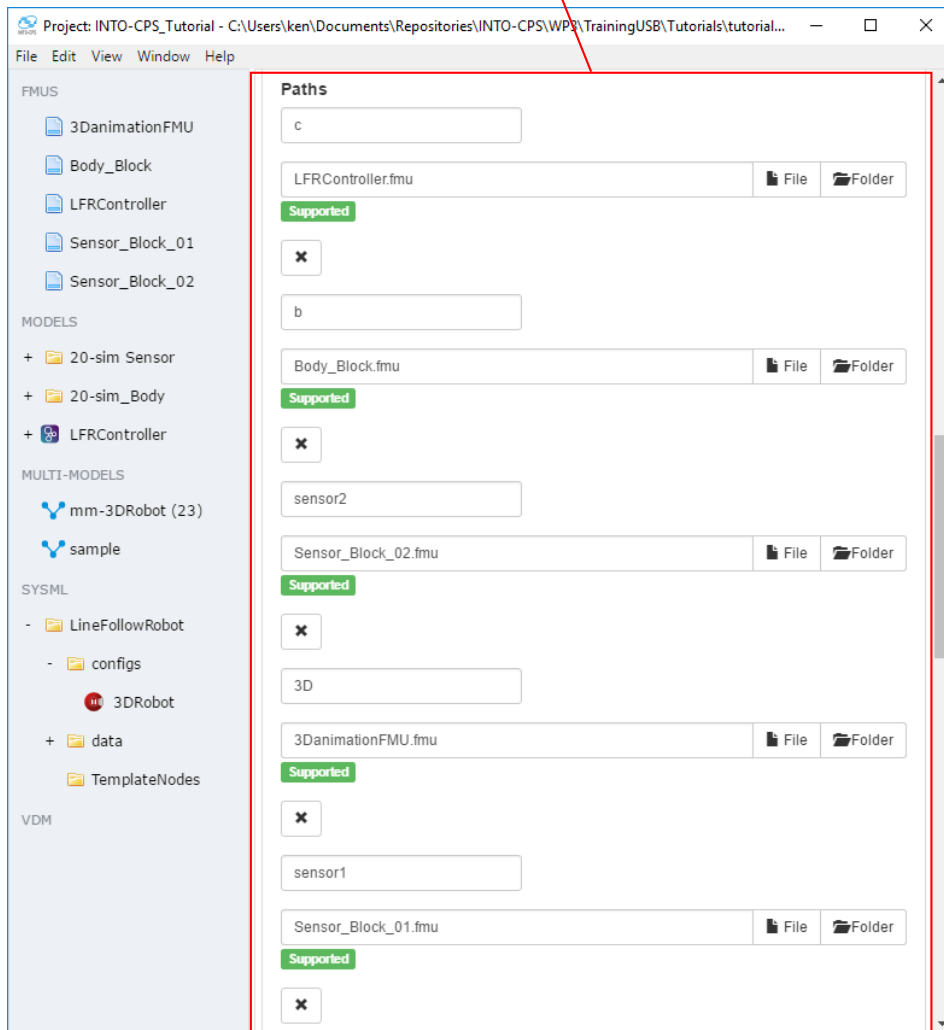 Project: INTO-CPS_Tutorial - C:\Users\ken\Documents\Repositories\INTO-CPS\WP3\TrainingUSB\Tutorials\tutorial...
File Edit View Window Help
FMUS
3DanimationFMU
Body_Block
LFRController
Sensor_Block_01
Sensor_Block_02
MODELS
+ 20-sim Sensor
+ 20-sim_Body
+ LFRController
MULTI-MODELS
mm-3DRobot (23)
sample
SYSML
- LineFollowRobot
- configs
3DRobot
+ data
TemplateNodes
VDM
Paths
c
LFRController.fmu File Folder
Supported
b
Body_Block.fmu File Folder
Supported
sensor2
Sensor_Block_02.fmu File Folder
Supported
3D
3DanimationFMU.fmu File Folder
Supported
sensor1
Sensor_Block_01.fmu File Folder
Supported